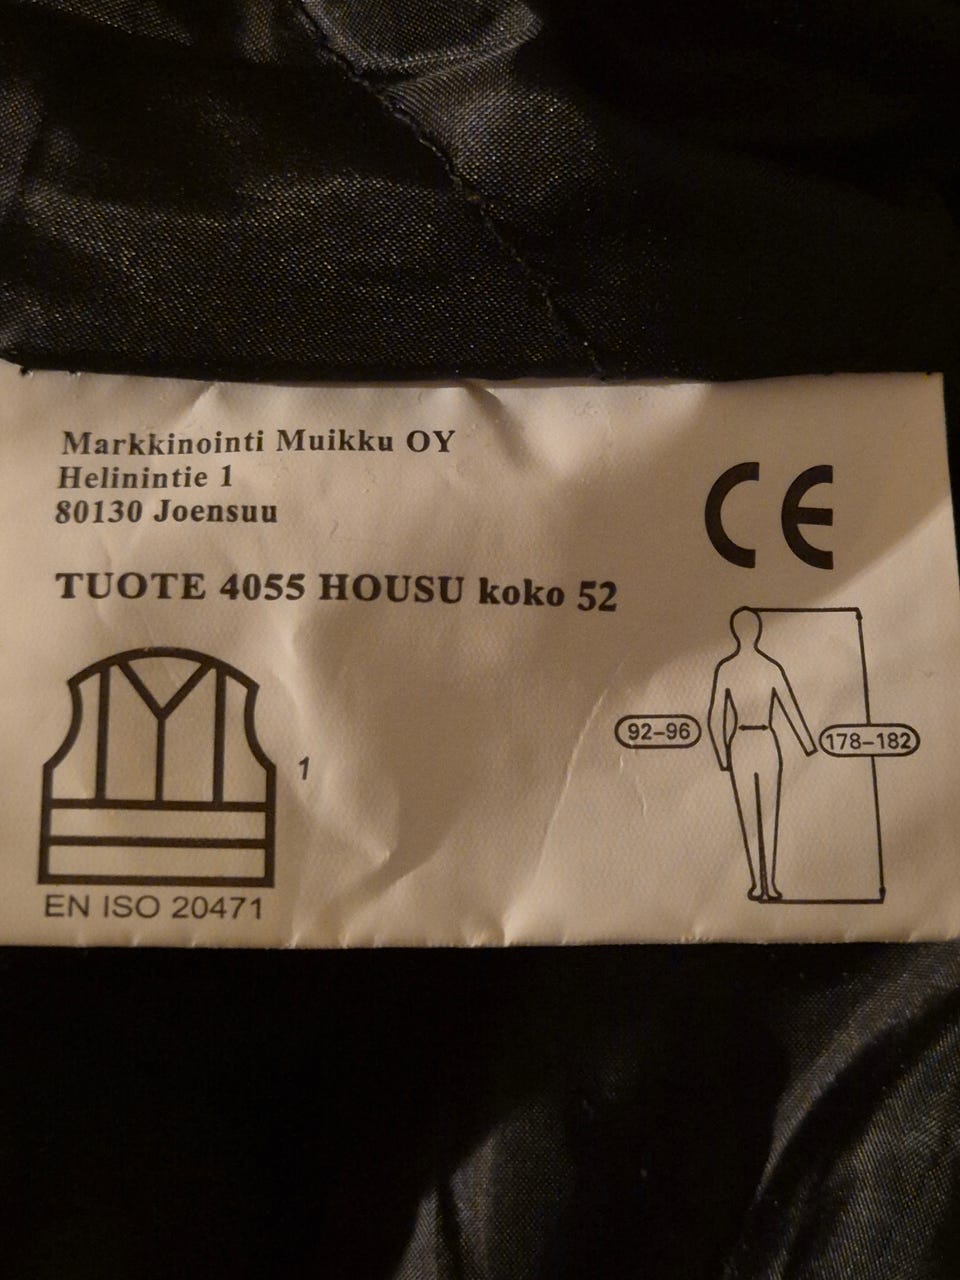 Markkinointi Muikku OY
Helinintie 1
80130 Joensuu
CE
TUOTE 4055 HOUSU koko 52
92-96
178-182
1
EN ISO 20471